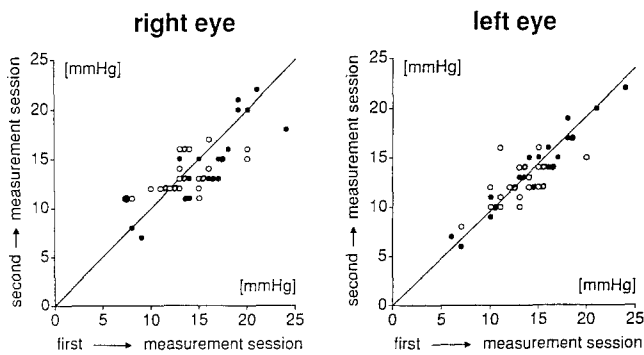 right eye
25
20
15
10
5
0
[mmHg]
[mmHg]
0 5 10 15 20 25
second → measurement session
first → measurement session
left eye
25
20
15
10
5
0
[mmHg]
[mmHg]
0 5 10 15 20 25
second → measurement session
first → measurement session